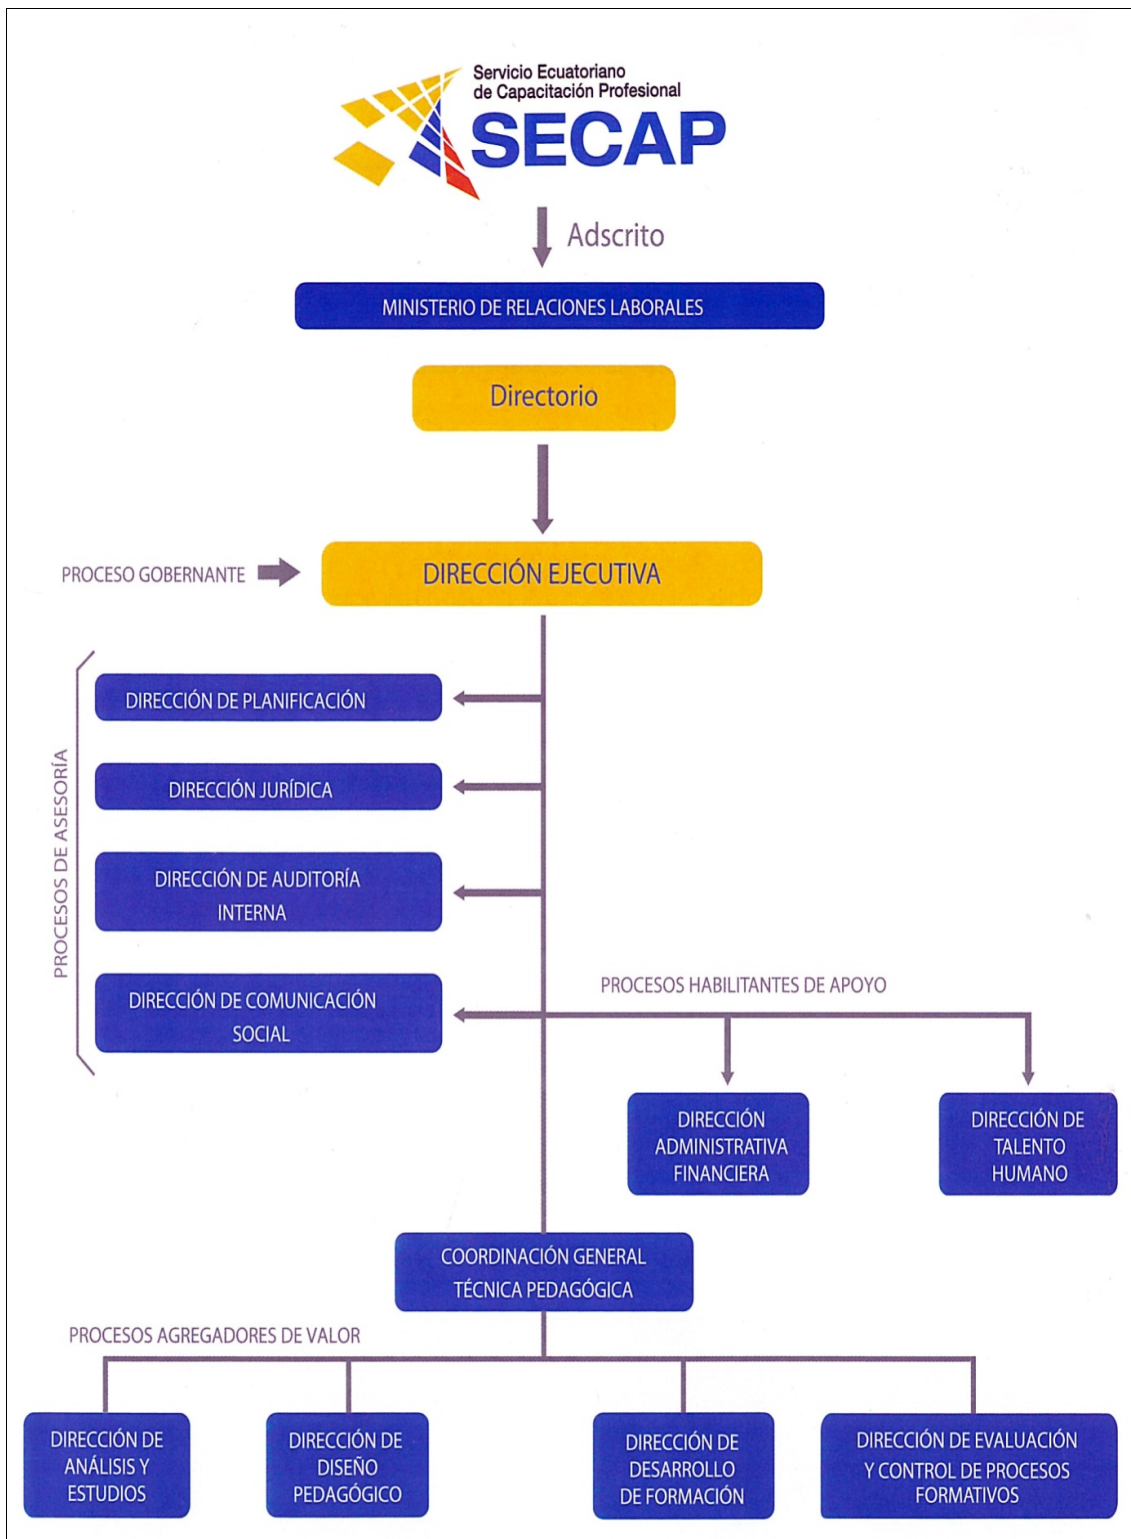 Servicio Ecuatoriano
de Capacitación Profesional
SECAP
Adscrito
MINISTERIO DE RELACIONES LABORALES
Directorio
PROCESO GOBERNANTE
DIRECCIÓN EJECUTIVA
PROCESOS DE ASESORÍA
DIRECCIÓN DE PLANIFICACIÓN
DIRECCIÓN JURÍDICA
DIRECCIÓN DE AUDITORÍA
INTERNA
DIRECCIÓN DE COMUNICACIÓN
SOCIAL
PROCESOS HABILITANTES DE APOYO
DIRECCIÓN
ADMINISTRATIVA
FINANCIERA
DIRECCIÓN DE
TALENTO
HUMANO
COORDINACIÓN GENERAL
TÉCNICA PEDAGÓGICA
PROCESOS AGREGADORES DE VALOR
DIRECCIÓN DE
ANÁLISIS Y
ESTUDIOS
DIRECCIÓN DE
DISEÑO
PEDAGÓGICO
DIRECCIÓN DE
DESARROLLO
DE FORMACIÓN
DIRECCIÓN DE EVALUACIÓN
Y CONTROL DE PROCESOS
FORMATIVOS